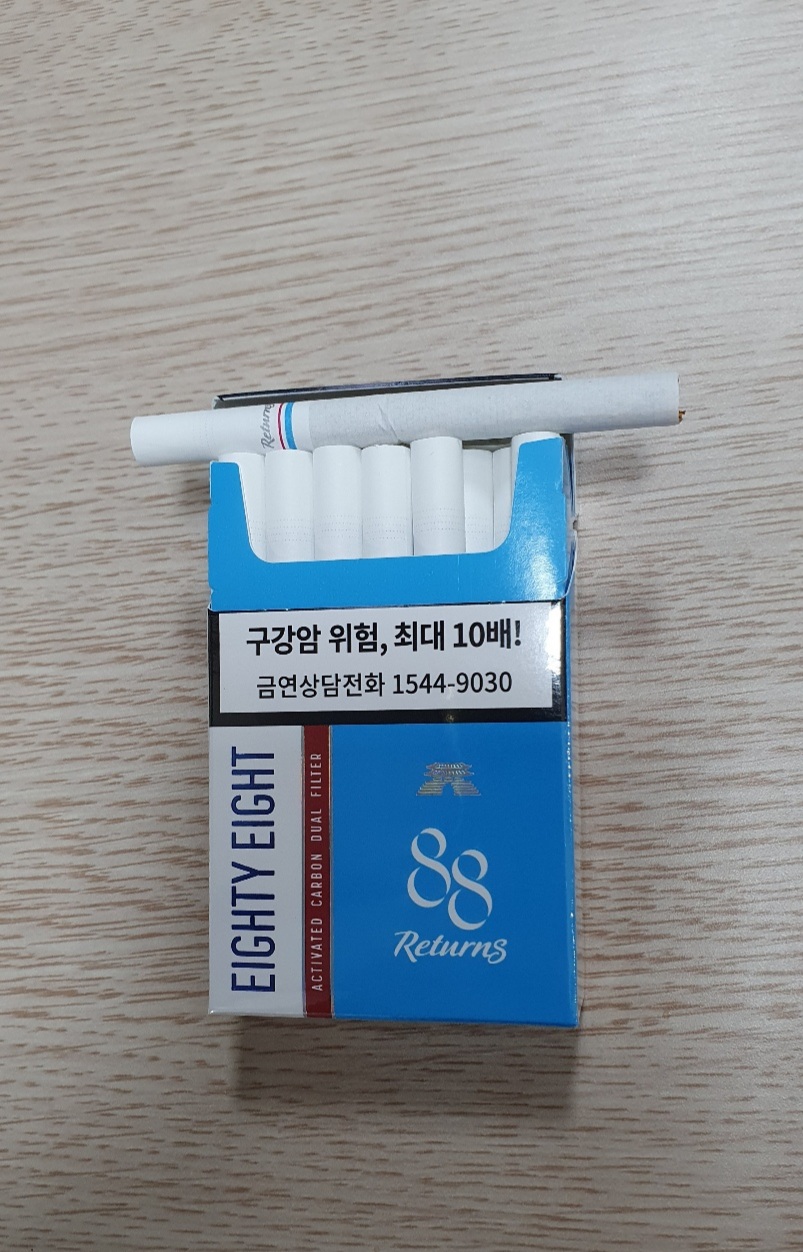 Returns
구강암 위험, 최대 10배!
금연상담전화 1544-9030
EIGHTY EIGHT
ACTIVATED CARBON DUAL FILTER
88
Returns